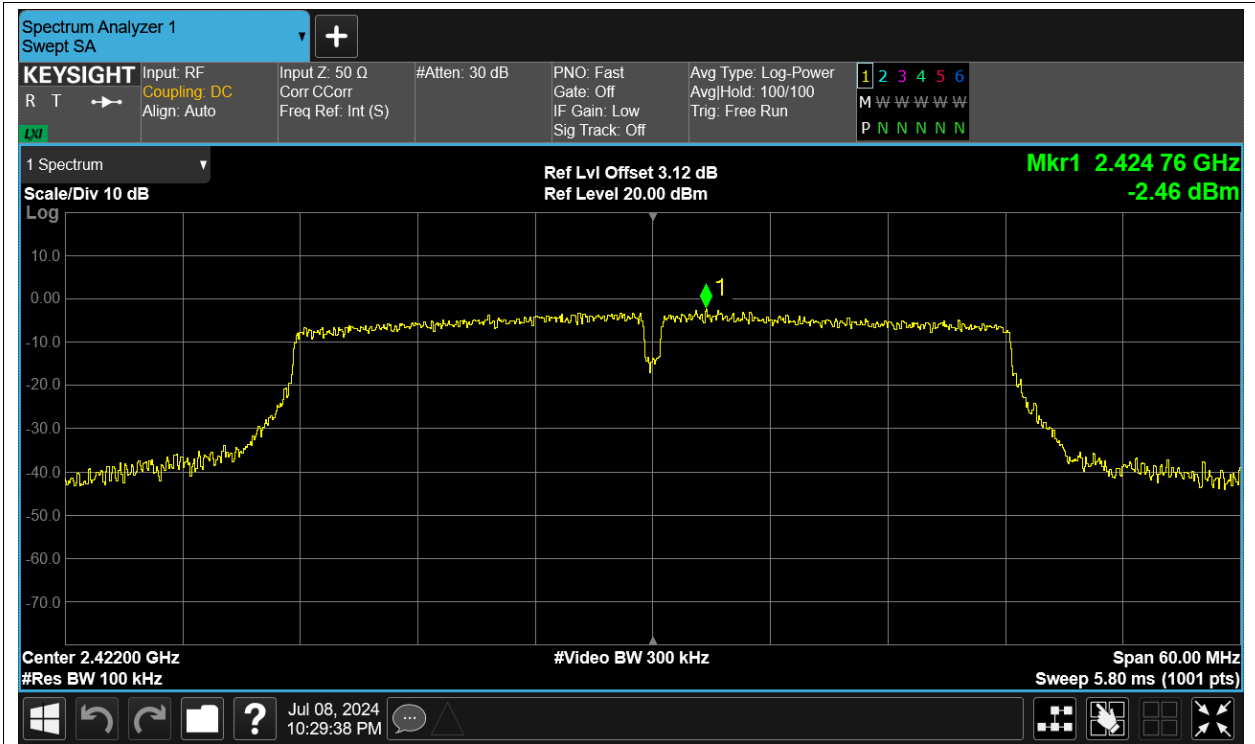 Spectrum Analyzer 1
Swept SA
KEYSIGHT
R T
LXI
Input: RF
Coupling: DC
Align: Auto
Input Z: 50 Ω
Corr CCorr
Freq Ref: Int (S)
#Atten: 30 dB
PNO: Fast
Gate: Off
IF Gain: Low
Sig Track: Off
Avg Type: Log-Power
Avg|Hold: 100/100
Trig: Free Run
1 2 3 4 5 6
M W W W W W
P N N N N N
1 Spectrum
Scale/Div 10 dB
Log
Ref Lvl Offset 3.12 dB
Ref Level 20.00 dBm
Mkr1 2.424 76 GHz
-2.46 dBm
1
10.0
0.00
-10.0
-20.0
-30.0
-40.0
-50.0
-60.0
-70.0
Center 2.42200 GHz
#Res BW 100 kHz
#Video BW 300 kHz
Span 60.00 MHz
Sweep 5.80 ms (1001 pts)
?
Jul 08, 2024
10:29:38 PM